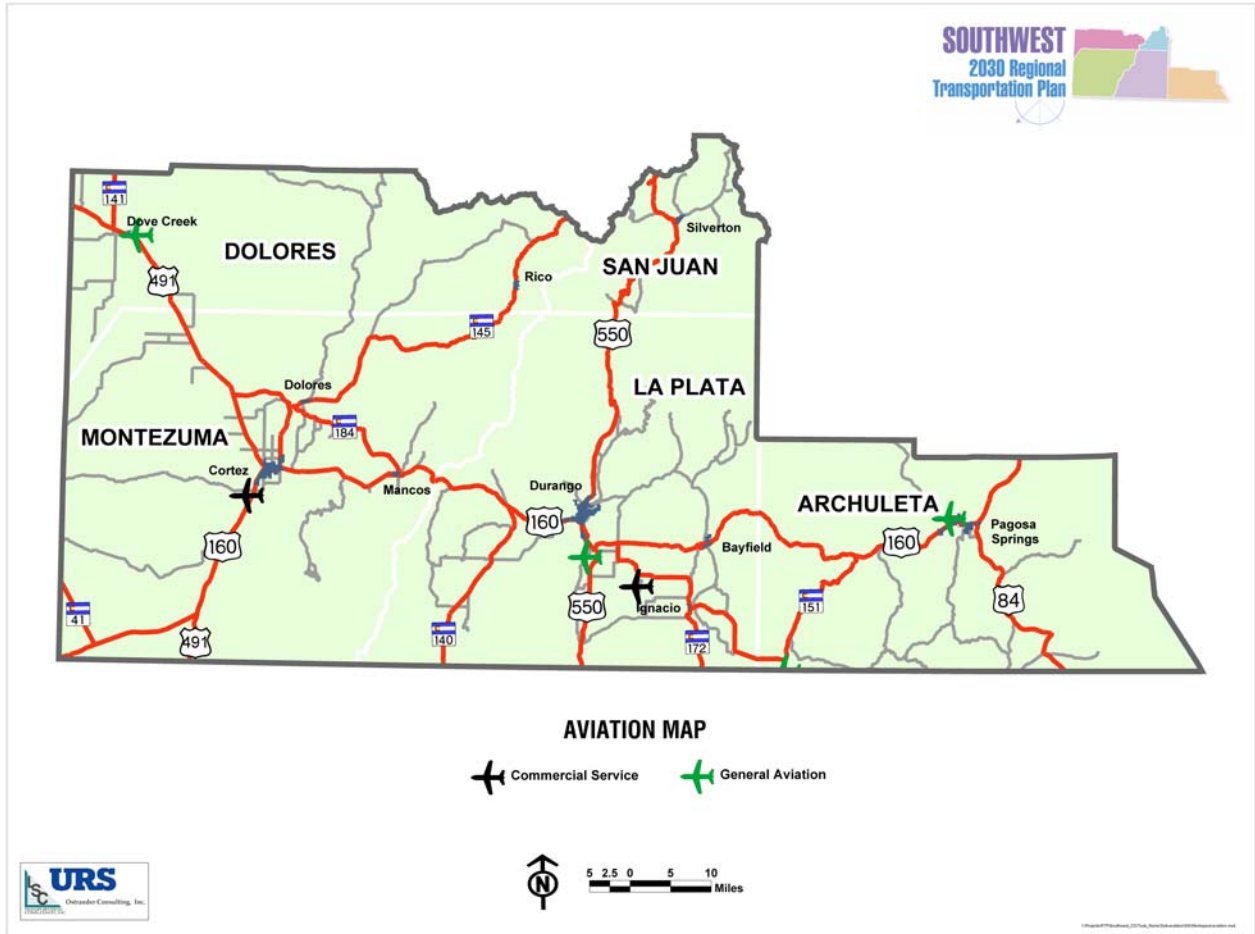 SOUTHWEST
2030 Regional
Transportation Plan
141
Dove Creek
Silverton
DOLORES
SAN JUAN
491
Rico
145
550
Dolores
LA PLATA
184
MONTEZUMA
Cortez
Mancos
Durango
ARCHULETA
160
160
Pagosa
Springs
160
Bayfield
41
491
140
550
Ignacio
172
151
84
AVIATION MAP
Commercial Service
General Aviation
5 2.5 0 5 10
Miles
N
LSC
URS
Ostrander Consulting, Inc.